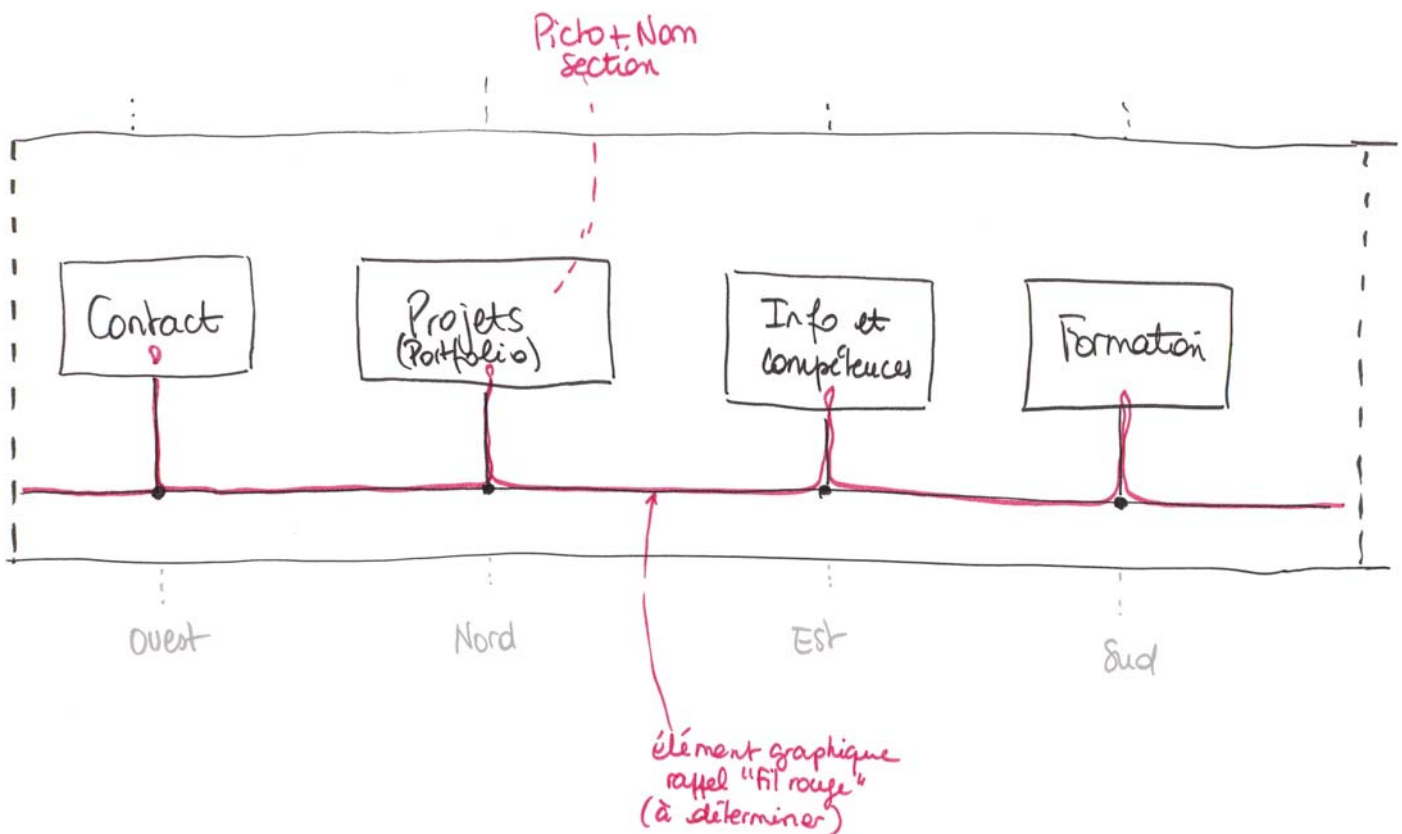 Picto + Nom
section
Contact
Projets
(Portfolio)
Info et
compétences
Formation
Ouest
Nord
Est
Sud
élément graphique
rappel "fil rouge"
(à déterminer)